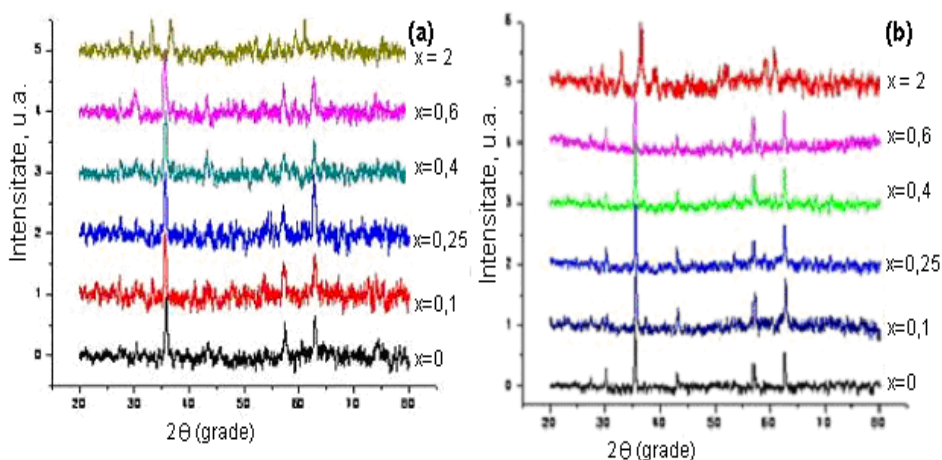 (a)
Intensitate, u.a.
5
4
3
2
1
0
x = 2
x=0,6
x=0,4
x=0,25
x=0,1
x=0
20 30 40 50 60 70 80
2θ (grade)
(b)
Intensitate, u.a.
6
5
4
3
2
1
0
x = 2
x=0,6
x=0,4
x=0,25
x=0,1
x=0
20 30 40 50 60 70 80
2θ (grade)